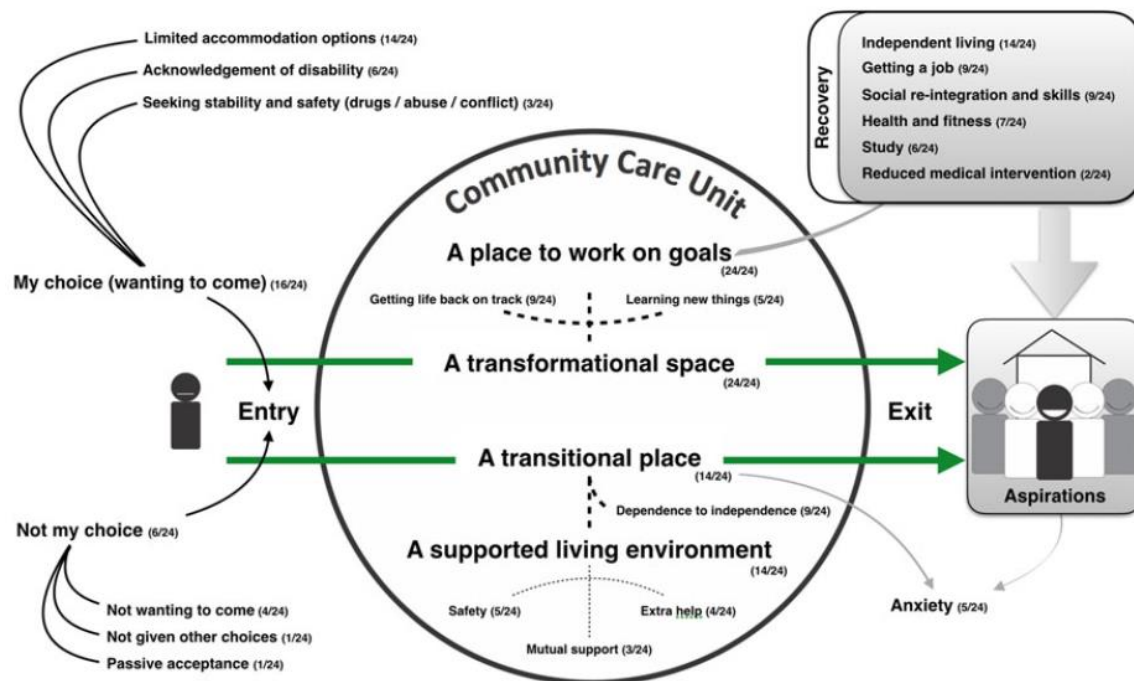 Limited accommodation options (14/24)
Acknowledgement of disability (6/24)
Seeking stability and safety (drugs / abuse / conflict) (3/24)
My choice (wanting to come) (16/24)
Entry
Not my choice (6/24)
Not wanting to come (4/24)
Not given other choices (1/24)
Passive acceptance (1/24)
Community Care Unit
A place to work on goals
(24/24)
Getting life back on track (9/24)
Learning new things (5/24)
A transformational space
(24/24)
A transitional place
(14/24)
Dependence to independence (9/24)
A supported living environment
(14/24)
Safety (5/24)
Extra help (4/24)
Mutual support (3/24)
Recovery
Independent living (14/24)
Getting a job (9/24)
Social re-integration and skills (9/24)
Health and fitness (7/24)
Study (6/24)
Reduced medical intervention (2/24)
Exit
Aspirations
Anxiety (5/24)